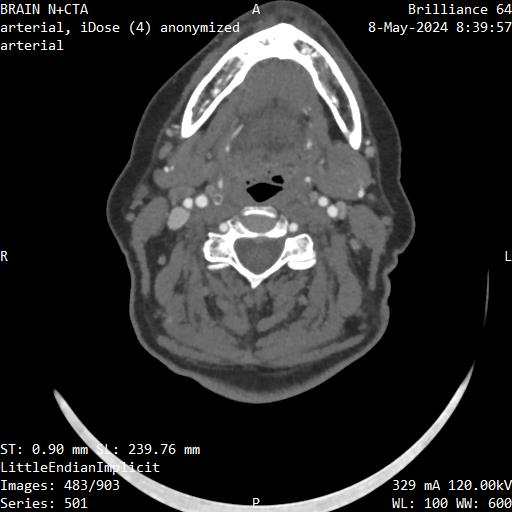 BRAIN N+CTA
A
Brilliance 64
arterial, iDose (4) anonymized
8-May-2024 8:39:57
arterial
R
L
ST: 0.90 mm SL: 239.76 mm
LittleEndianImplicit
Images: 483/903
329 mA 120.00kV
Series: 501
P
WL: 100 WW: 600